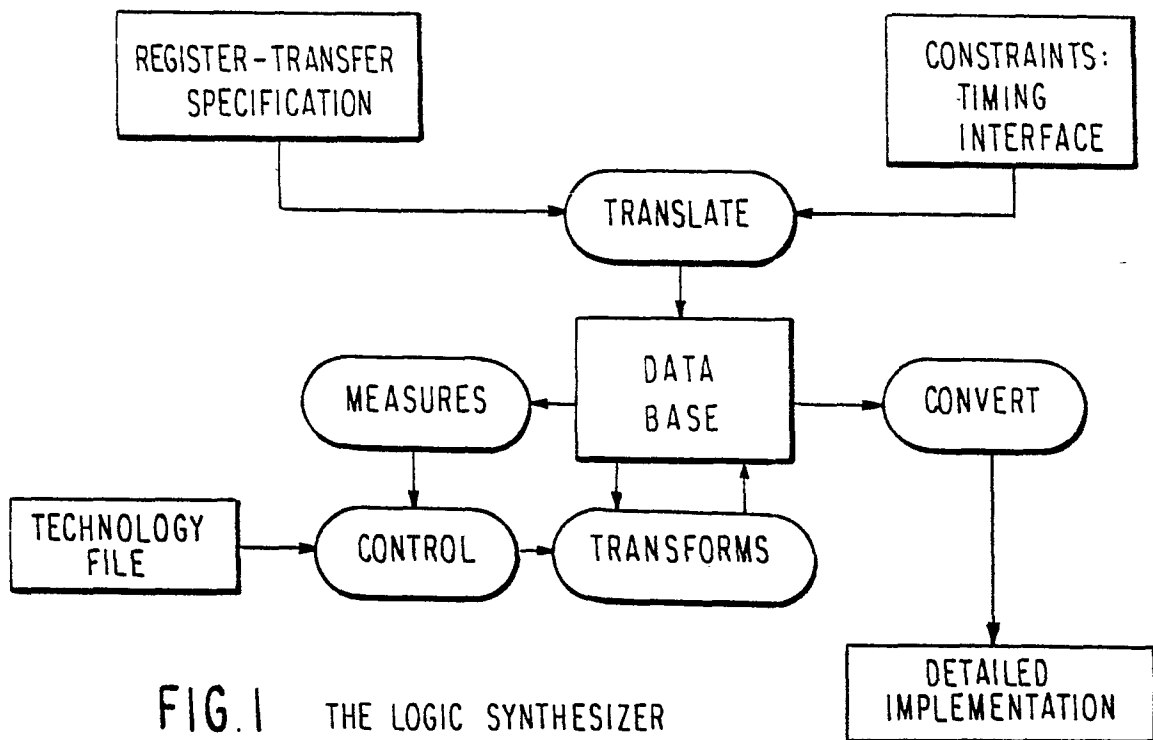 REGISTER-TRANSFER
SPECIFICATION
CONSTRAINTS:
TIMING
INTERFACE
TRANSLATE
DATA
BASE
MEASURES
CONVERT
TECHNOLOGY
FILE
CONTROL
TRANSFORMS
DETAILED
IMPLEMENTATION
FIG. 1 THE LOGIC SYNTHESIZER